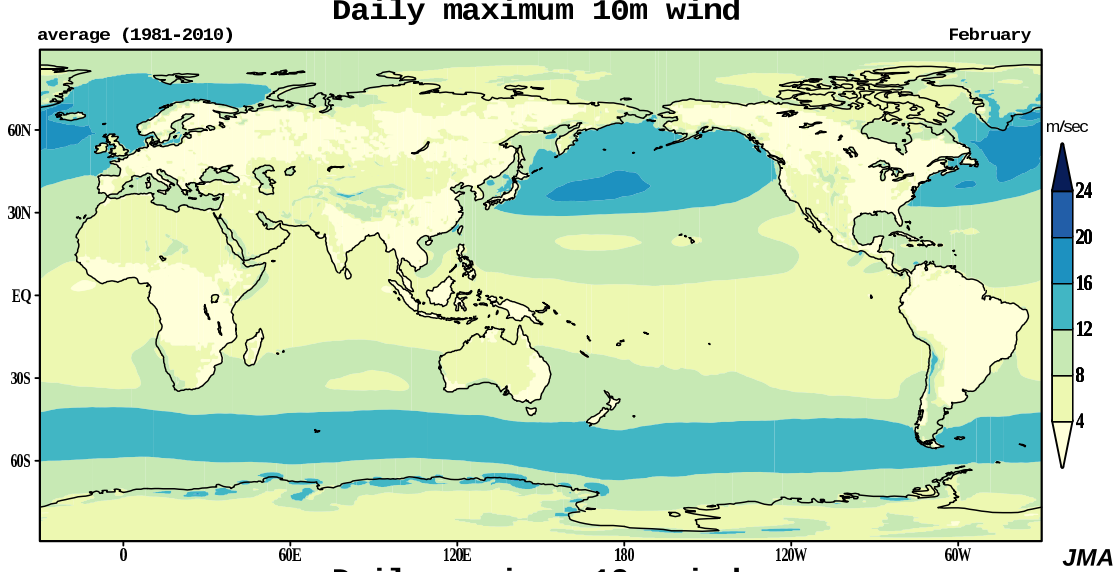 Daily maximum 10m wind
average (1981-2010) February
m/sec
60N
30N
EQ
30S
60S
24
20
16
12
8
4
0 60E 120E 180 120W 60W
JMA